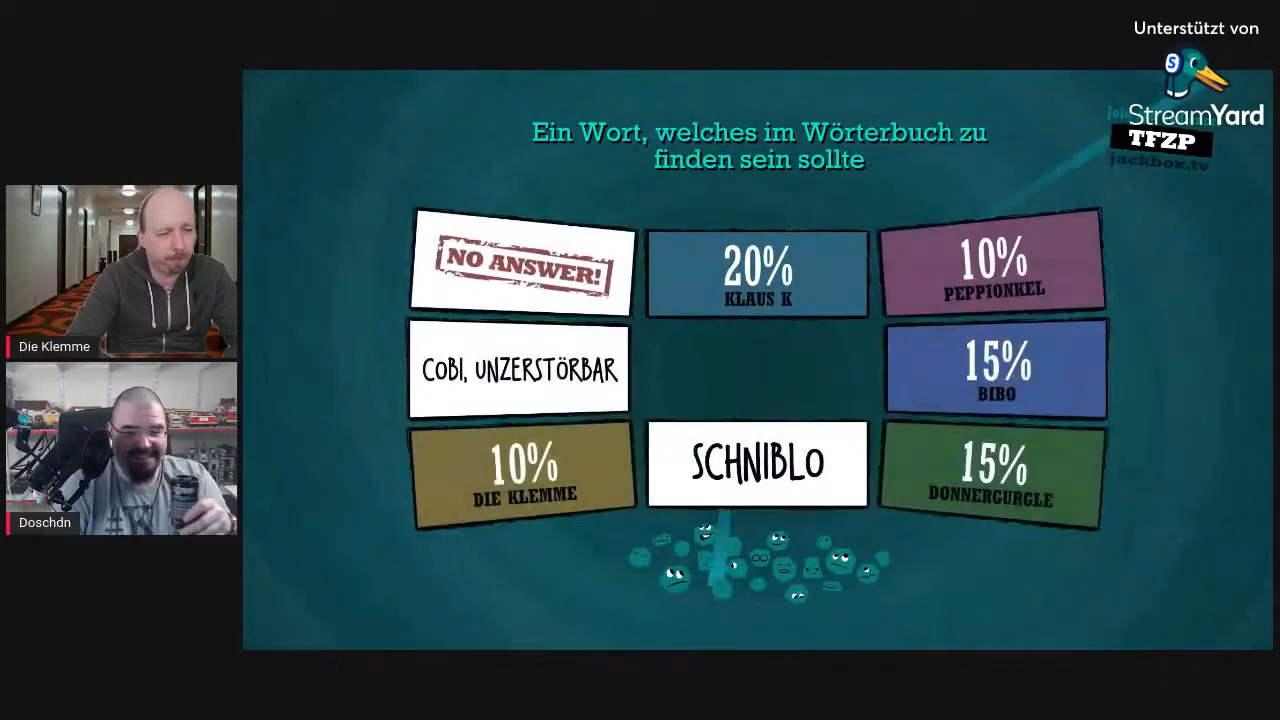 Unterstützt von
StreamYard
TFZP
jackbox.tv
Ein Wort, welches im Wörterbuch zu
finden sein sollte
NO ANSWER!
20%
KLAUS K
10%
PEPPIONKEL
COBI, UNZERSTÖRBAR
15%
BIBO
10%
DIE KLEMME
SCHNIBLO
15%
DONNERGURGLE
Die Klemme
Doschdn